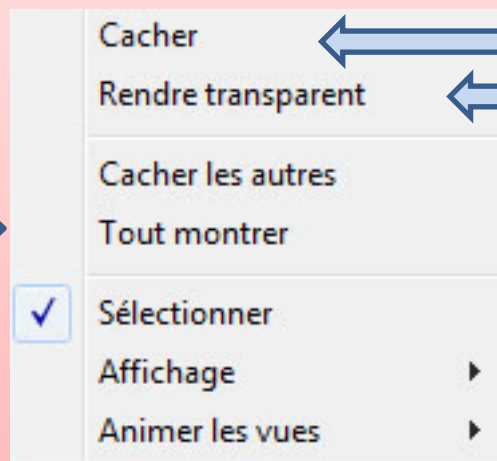 Cacher
Rendre transparent
Cacher les autres
Tout montrer
Sélectionner
Affichage
Animer les vues